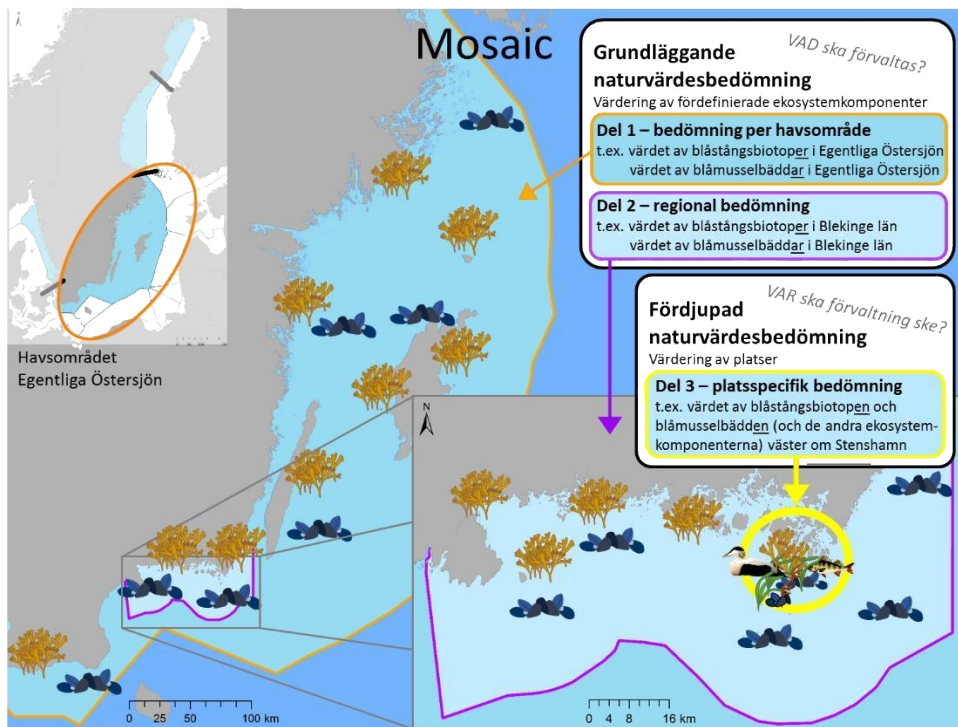 Mosaic
Havsområdet
Egentliga Östersjön
Grundläggande
naturvärdesbedömning
VAD ska förvaltas?
Värdering av fördefinierade ekosystemkomponenter
Del 1 – bedömning per havsområde
t.ex. värdet av blåstångsbiotoper i Egentliga Östersjön
värdet av blåmusselbäddar i Egentliga Östersjön
Del 2 – regional bedömning
t.ex. värdet av blåstångsbiotoper i Blekinge län
värdet av blåmusselbäddar i Blekinge län
VAR ska förvaltning ske?
Fördjupad
naturvärdesbedömning
Värdering av platser
Del 3 – platsspecifik bedömning
t.ex. värdet av blåstångsbiotopen och
blåmusselbädden (och de andra ekosystem-
komponenterna) väster om Stenshamn
N
0 25 50 100 km
0 4 8 16 km